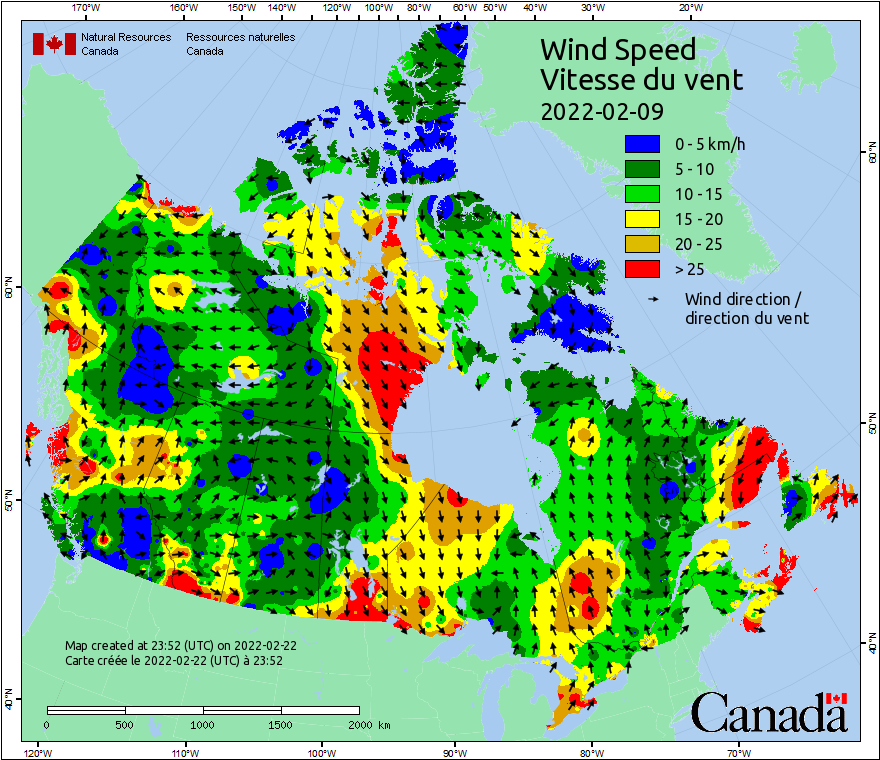 170°W 160°W 150°W 140°W 120°W 100°W 80°W 60°W 50°W 40°W 30°W 20°W
Natural Resources Ressources naturelles
Canada Canada
Wind Speed
Vitesse du vent
2022-02-09
0 - 5 km/h
5 - 10
10 - 15
15 - 20
20 - 25
> 25
Wind direction /
direction du vent
60°N
60°N
50°N
50°N
40°N
40°N
Map created at 23:52 (UTC) on 2022-02-22
Carte créée le 2022-02-22 (UTC) à 23:52
0 500 1000 1500 2000 km
Canada
120°W 110°W 100°W 90°W 80°W 70°W